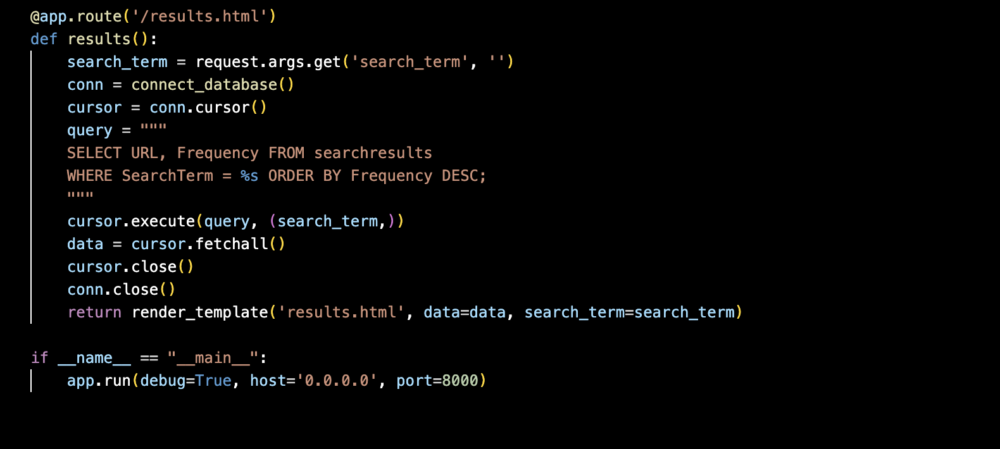 @app.route('/results.html')
def results():
    search_term = request.args.get('search_term', '')
    conn = connect_database()
    cursor = conn.cursor()
    query = """
    SELECT URL, Frequency FROM searchresults
    WHERE SearchTerm = %s ORDER BY Frequency DESC;
    """
    cursor.execute(query, (search_term,))
    data = cursor.fetchall()
    cursor.close()
    conn.close()
    return render_template('results.html', data=data, search_term=search_term)

if __name__ == "__main__":
    app.run(debug=True, host='0.0.0.0', port=8000)